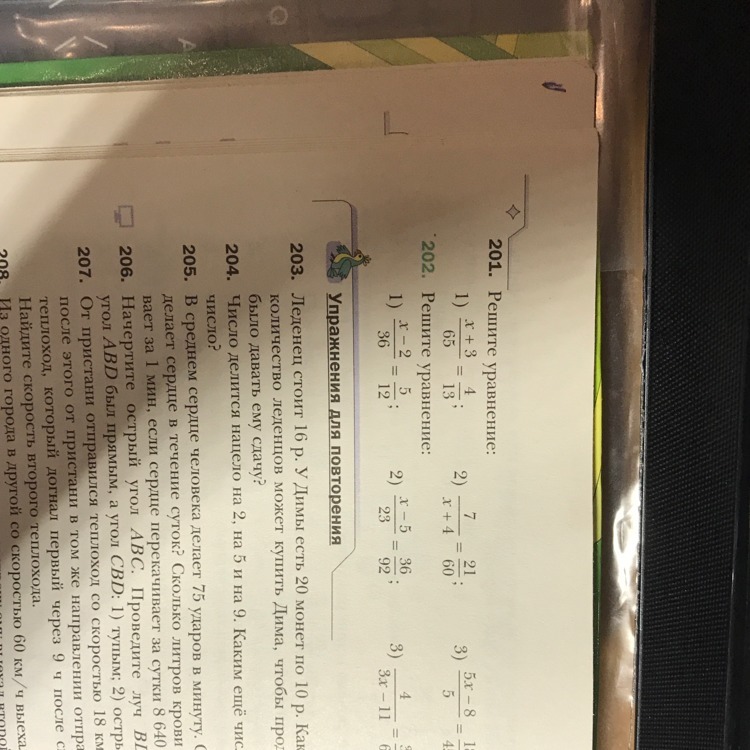 201. Решите уравнение:
1) x + 3 / 65 = 4 / 13; 2) 7 / x + 4 = 21 / 60; 3) 5x − 8 / 5 =
202. Решите уравнение:
1) x − 2 / 36 = 5 / 12; 2) x − 5 / 23 = 36 / 92; 3) 4 / 3x − 11 =
Упражнения для повторения
203. Леденец стоит 16 р. У Димы есть 20 монет по 10 р.
количество леденцов может купить Дима, чтобы
было давать ему сдачу?
204. Число делится нацело на 2, на 5 и на 9. Каким ещё
число?
205. В среднем сердце человека делает 75 ударов в минуту.
делает сердце в течение суток? Сколько литров крови
вает за 1 мин, если сердце перекачивает за сутки 8 640
206. Начертите острый угол ABC. Проведите луч
угол ABD был прямым, а угол CBD: 1) тупым; 2)
207. От пристани отправился теплоход со скоростью 18
после этого от пристани в том же направлении
теплоход, который догнал первый через 9 ч после
Найдите скорость второго теплохода.
208. Из одного города в другой со скоростью 60 км/ч